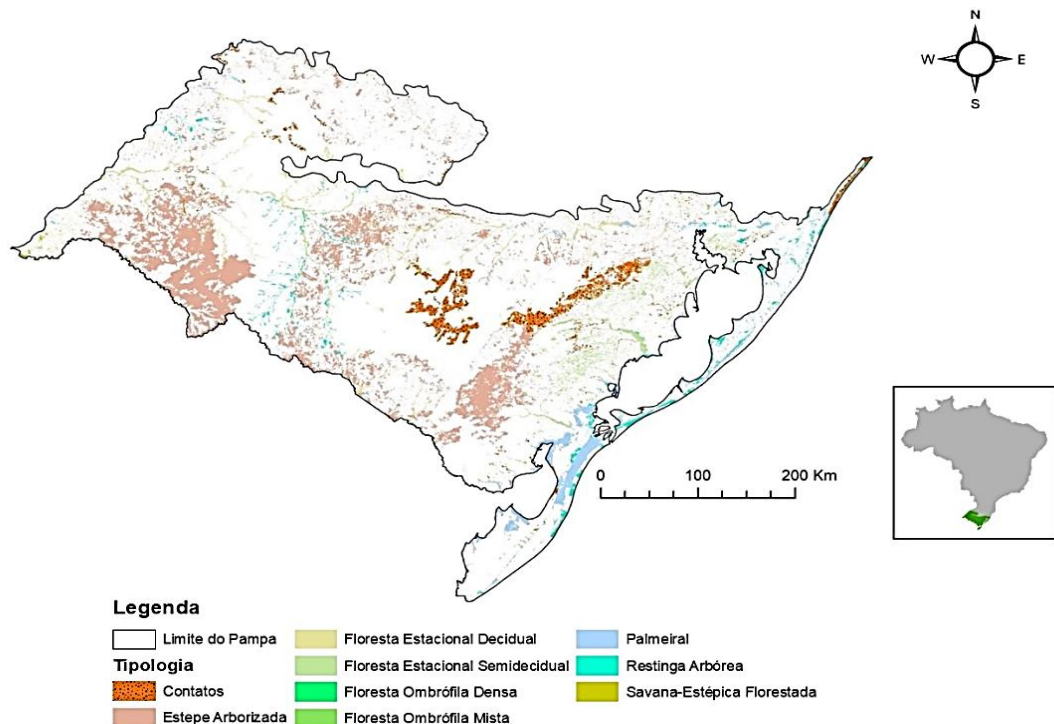 N
W E
S
0 100 200 Km
Legenda
Limite do Pampa
Tipologia
Contatos
Estepe Arborizada
Floresta Estacional Decidual
Floresta Estacional Semidecidual
Floresta Ombrófila Densa
Floresta Ombrófila Mista
Palmeiral
Restinga Arbórea
Savana-Estépica Florestada